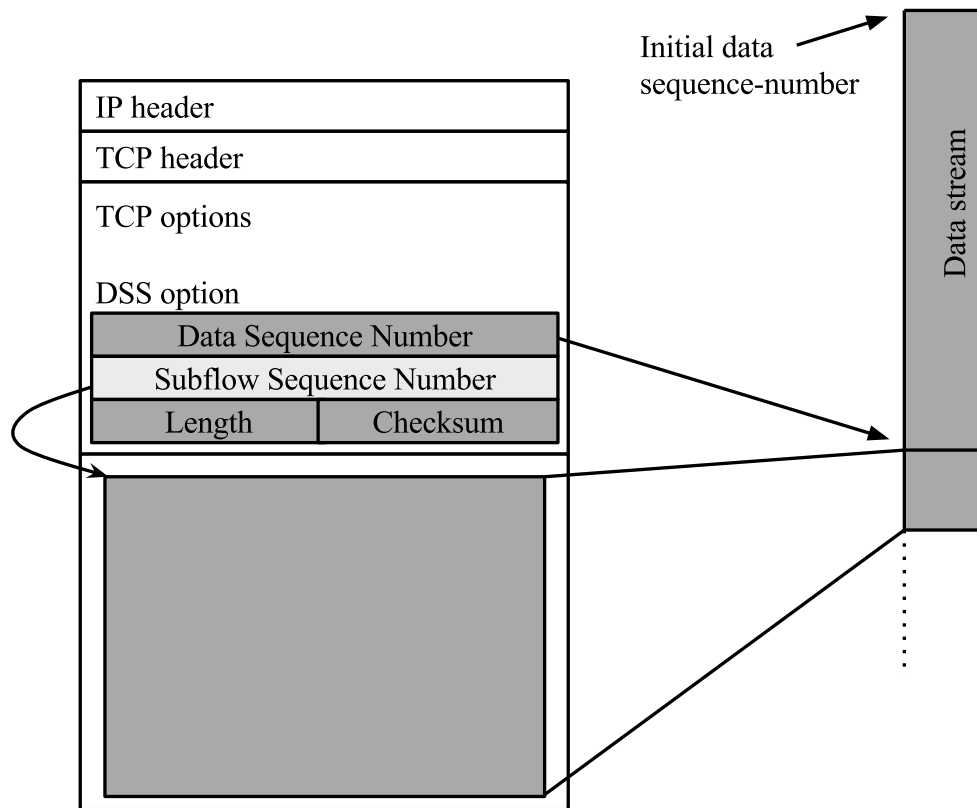 Initial data
sequence-number
IP header
TCP header
TCP options
DSS option
Data Sequence Number
Subflow Sequence Number
Length
Checksum
Data stream